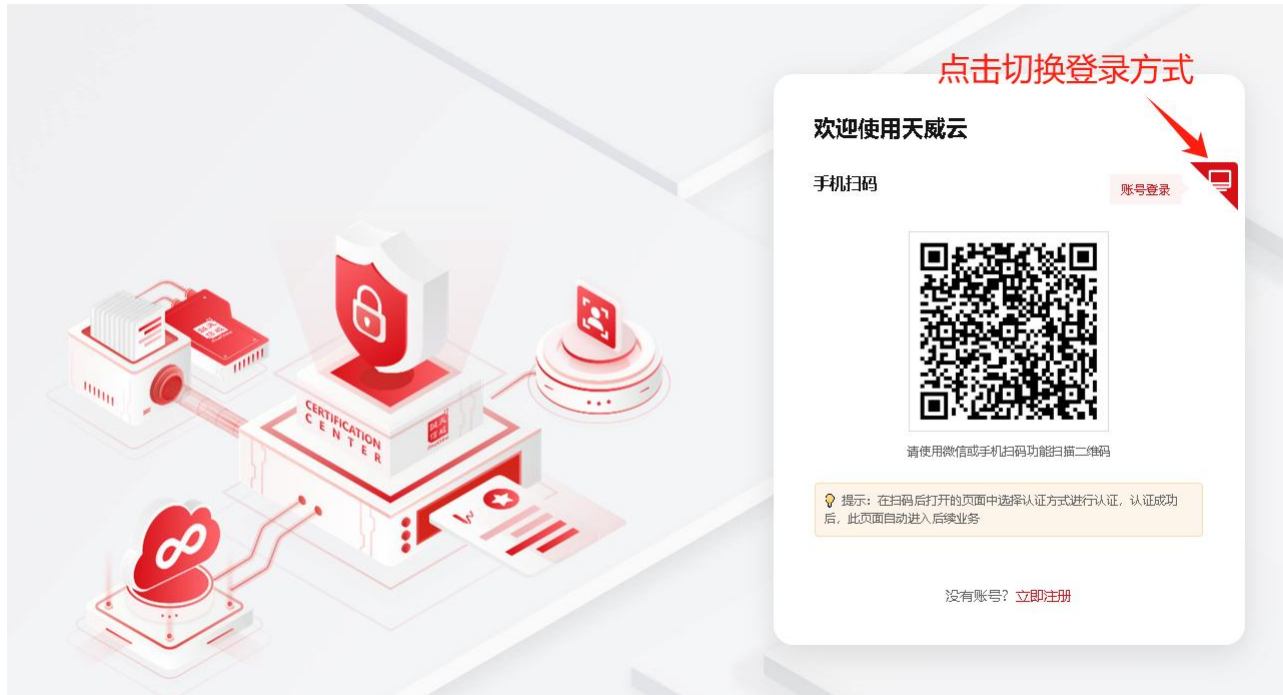 点击切换登录方式
欢迎使用天威云
手机扫码
账号登录
CERTIFICATION
CENTER
请使用微信或手机扫码功能扫描二维码
提示：在扫码后打开的页面中选择认证方式进行认证，认证成功
后，此页面自动进入后续业务
没有账号？立即注册